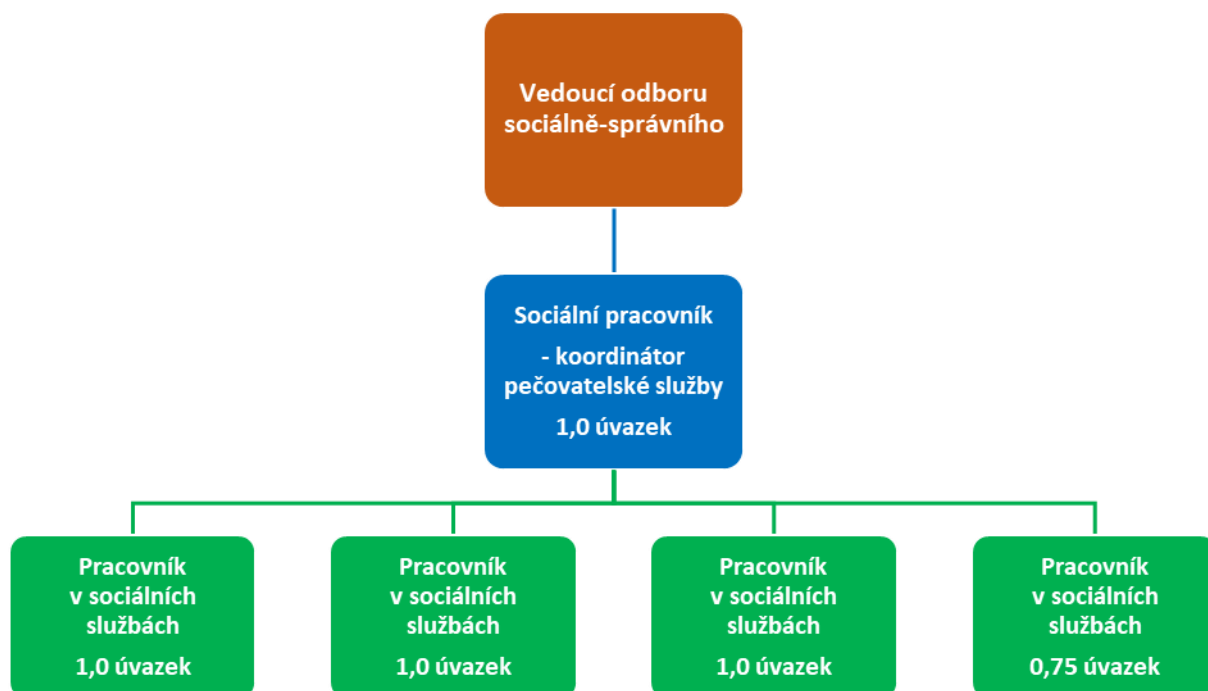 Vedoucí odboru
sociálně-správního
Sociální pracovník
- koordinátor
pečovatelské služby
1,0 úvazek
Pracovník
v sociálních
službách
1,0 úvazek
Pracovník
v sociálních
službách
1,0 úvazek
Pracovník
v sociálních
službách
1,0 úvazek
Pracovník
v sociálních
službách
0,75 úvazek